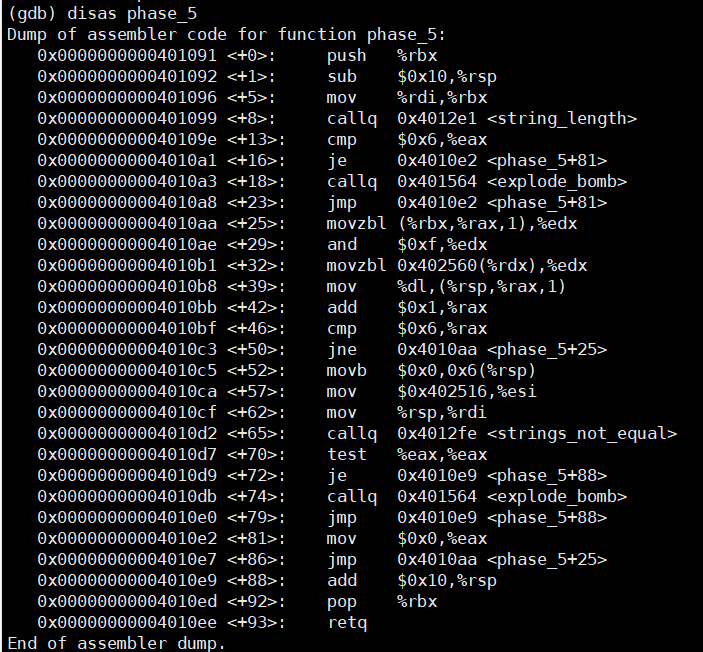 (gdb) disas phase_5
Dump of assembler code for function phase_5:
   0x0000000000401091 <+0>:     push   %rbx
   0x0000000000401092 <+1>:     sub    $0x10,%rsp
   0x0000000000401096 <+5>:     mov    %rdi,%rbx
   0x0000000000401099 <+8>:     callq  0x4012e1 <string_length>
   0x000000000040109e <+13>:    cmp    $0x6,%eax
   0x00000000004010a1 <+16>:    je     0x4010e2 <phase_5+81>
   0x00000000004010a3 <+18>:    callq  0x401564 <explode_bomb>
   0x00000000004010a8 <+23>:    jmp    0x4010e2 <phase_5+81>
   0x00000000004010aa <+25>:    movzbl (%rbx,%rax,1),%edx
   0x00000000004010ae <+29>:    and    $0xf,%edx
   0x00000000004010b1 <+32>:    movzbl 0x402560(%rdx),%edx
   0x00000000004010b8 <+39>:    mov    %dl,(%rsp,%rax,1)
   0x00000000004010bb <+42>:    add    $0x1,%rax
   0x00000000004010bf <+46>:    cmp    $0x6,%rax
   0x00000000004010c3 <+50>:    jne    0x4010aa <phase_5+25>
   0x00000000004010c5 <+52>:    movb   $0x0,0x6(%rsp)
   0x00000000004010ca <+57>:    mov    $0x402516,%esi
   0x00000000004010cf <+62>:    mov    %rsp,%rdi
   0x00000000004010d2 <+65>:    callq  0x4012fe <strings_not_equal>
   0x00000000004010d7 <+70>:    test   %eax,%eax
   0x00000000004010d9 <+72>:    je     0x4010e9 <phase_5+88>
   0x00000000004010db <+74>:    callq  0x401564 <explode_bomb>
   0x00000000004010e0 <+79>:    jmp    0x4010e9 <phase_5+88>
   0x00000000004010e2 <+81>:    mov    $0x0,%eax
   0x00000000004010e7 <+86>:    jmp    0x4010aa <phase_5+25>
   0x00000000004010e9 <+88>:    add    $0x10,%rsp
   0x00000000004010ed <+92>:    pop    %rbx
   0x00000000004010ee <+93>:    retq
End of assembler dump.